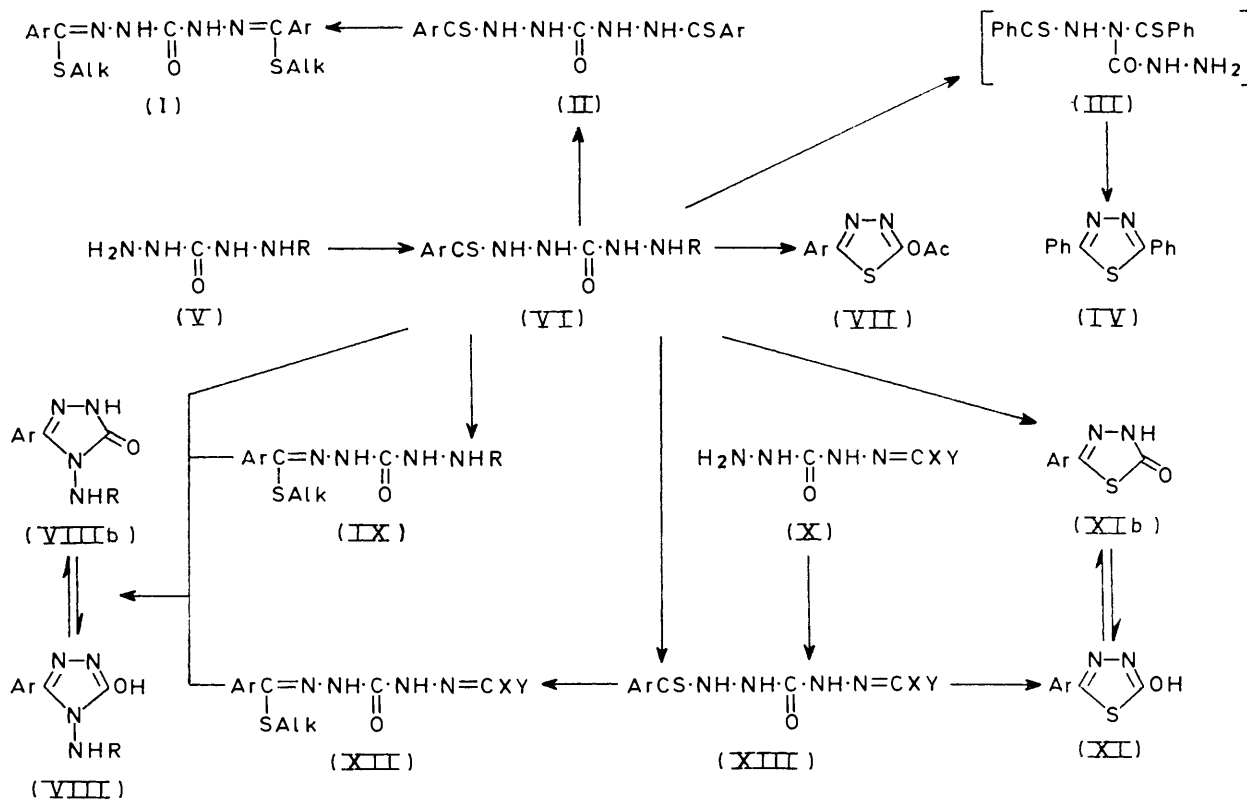 ArC=N·NH·C·NH·N=CAr
SAlk O SAlk
(I)
ArCS·NH·NH·C·NH·NH·CSAr
O
(II)
PhCS·NH·N·CSPh
CO·NH·NH2
(III)
H2N·NH·C·NH·NHR
O
(V)
ArCS·NH·NH·C·NH·NHR
O
(VI)
N N
Ar S OAc
(VII)
N N
Ph S Ph
(IV)
N NH
Ar N O
NHR
(VIIIb)
ArC=N·NH·C·NH·NHR
SAlk O
(IX)
H2N·NH·C·NH·N=CXY
O
(X)
N NH
Ar S O
(XIb)
N N
Ar N OH
NHR
(VIII)
ArC=N·NH·C·NH·N=CXY
SAlk O
(XII)
ArCS·NH·NH·C·NH·N=CXY
O
(XIII)
N N
Ar S OH
(XI)